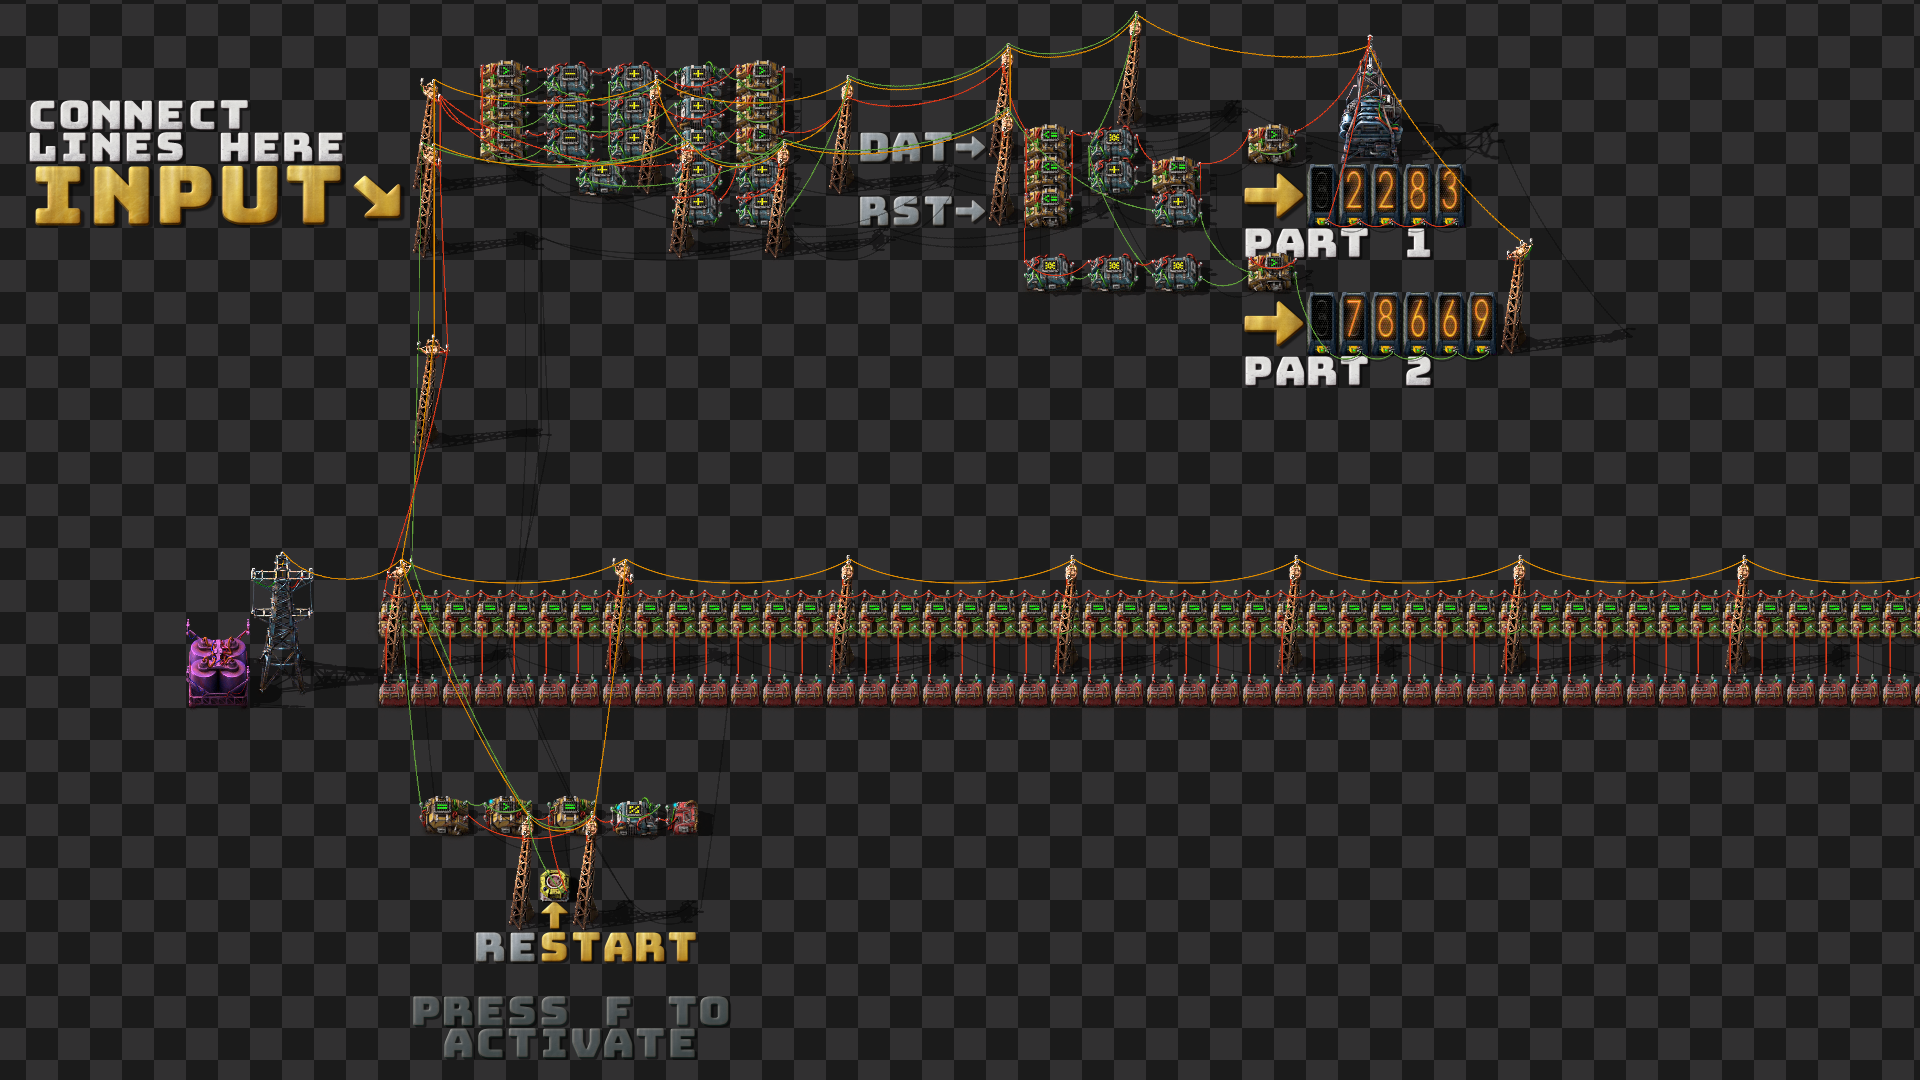 CONNECT
LINES HERE
INPUT
DAT
RST
2283
PART 1
78669
PART 2
RESTART
PRESS F TO
ACTIVATE